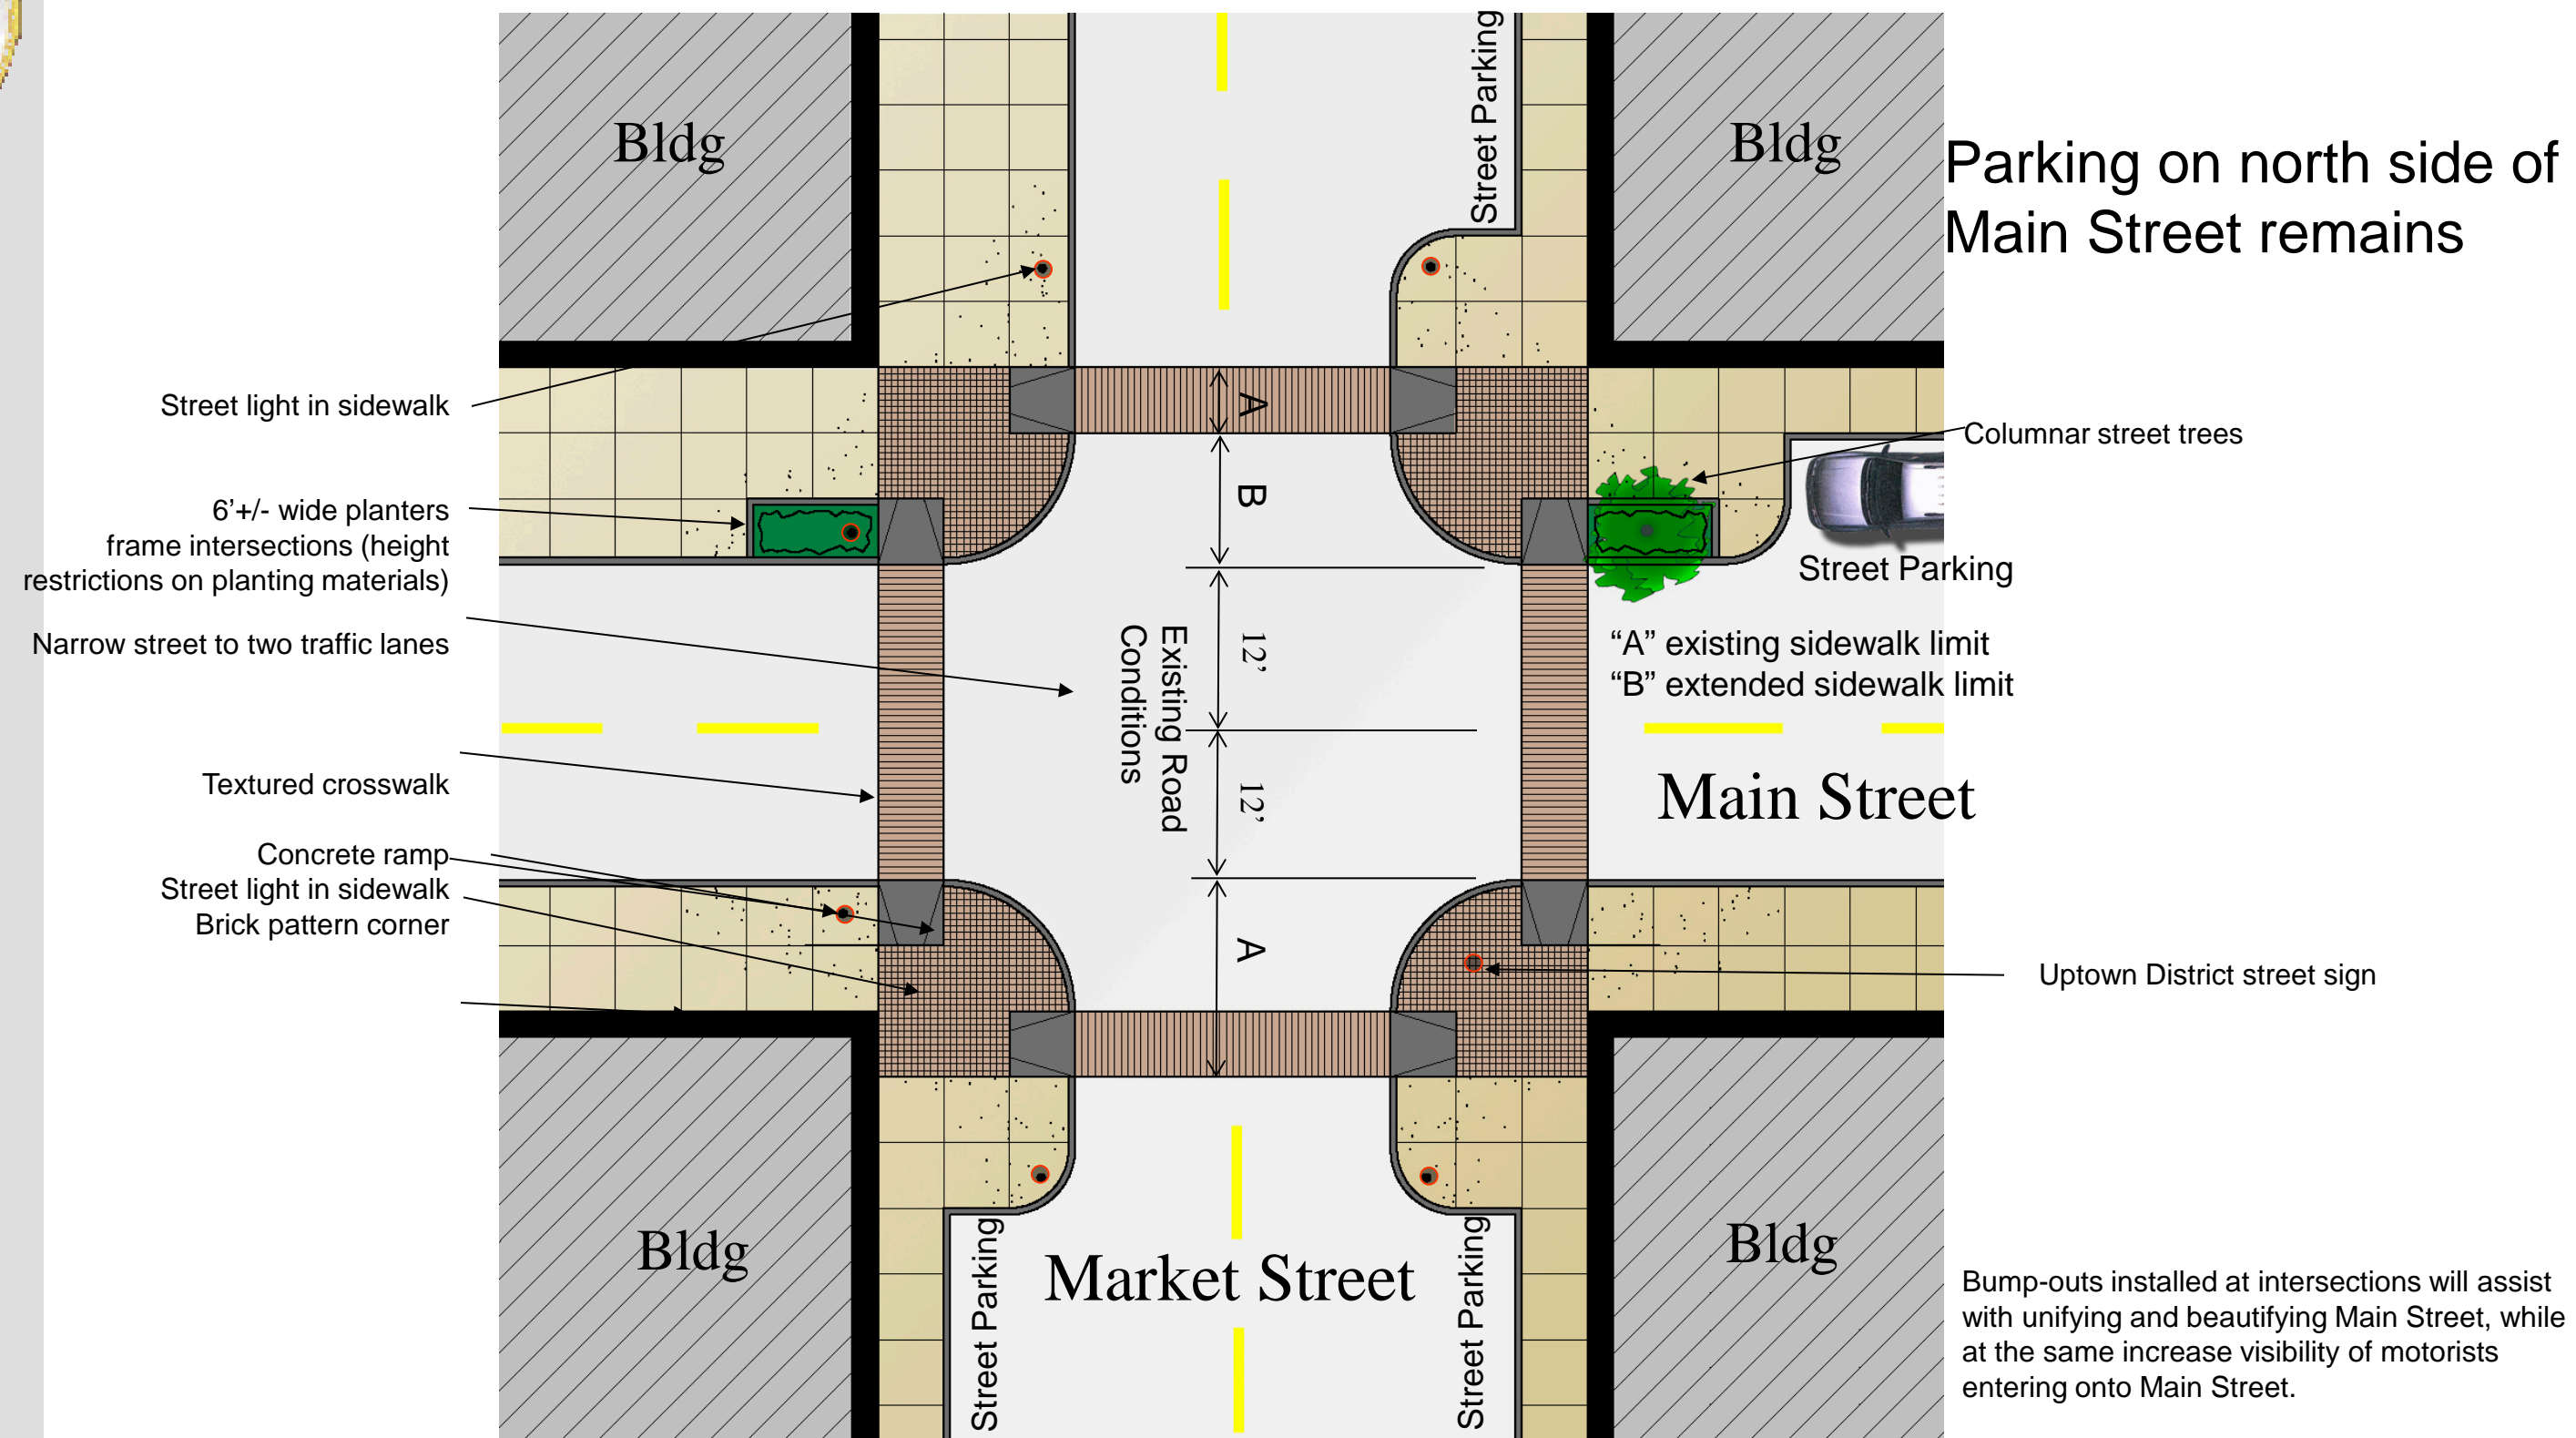 Bldg
Street Parking
Bldg
Parking on north side of
Main Street remains
Street light in sidewalk
A
Columnar street trees
6’+/- wide planters
frame intersections (height
restrictions on planting materials)
B
Street Parking
Narrow street to two traffic lanes
Existing Road
Conditions
12’
“A” existing sidewalk limit
“B” extended sidewalk limit
Textured crosswalk
12’
Main Street
Concrete ramp
Street light in sidewalk
Brick pattern corner
A
Uptown District street sign
Bldg
Street Parking
Market Street
Street Parking
Bldg
Bump-outs installed at intersections will assist
with unifying and beautifying Main Street, while
at the same increase visibility of motorists
entering onto Main Street.